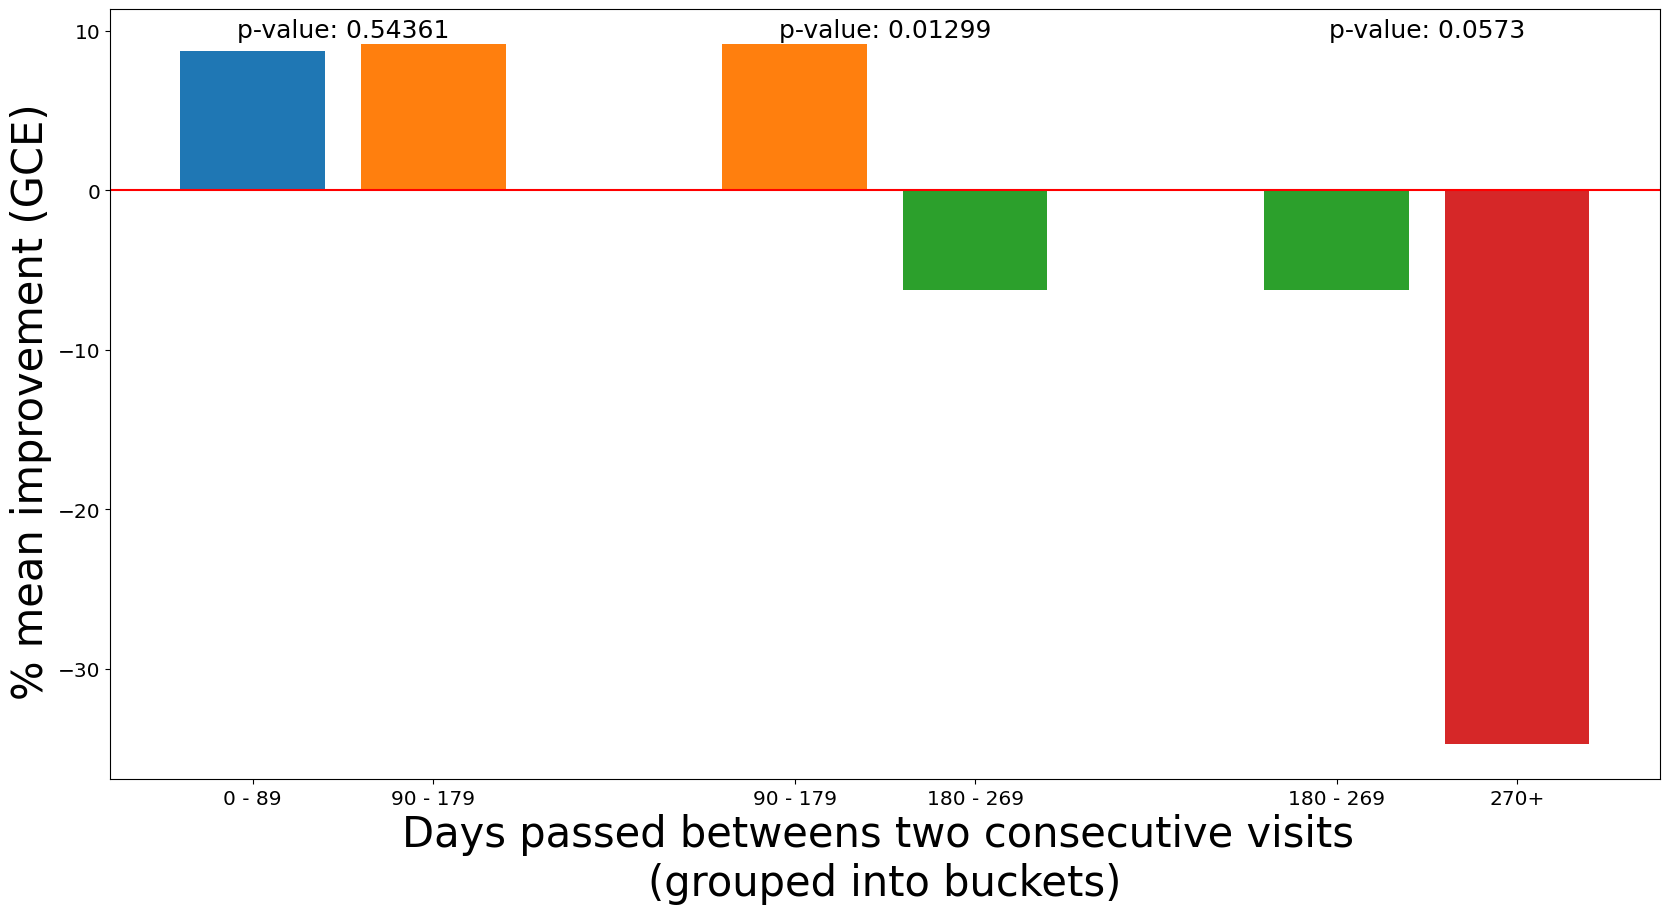 p-value: 0.54361
p-value: 0.01299
p-value: 0.0573
% mean improvement (GCE)
10
0
−10
−20
−30
0 - 89
90 - 179
90 - 179
180 - 269
180 - 269
270+
Days passed betweens two consecutive visits
(grouped into buckets)